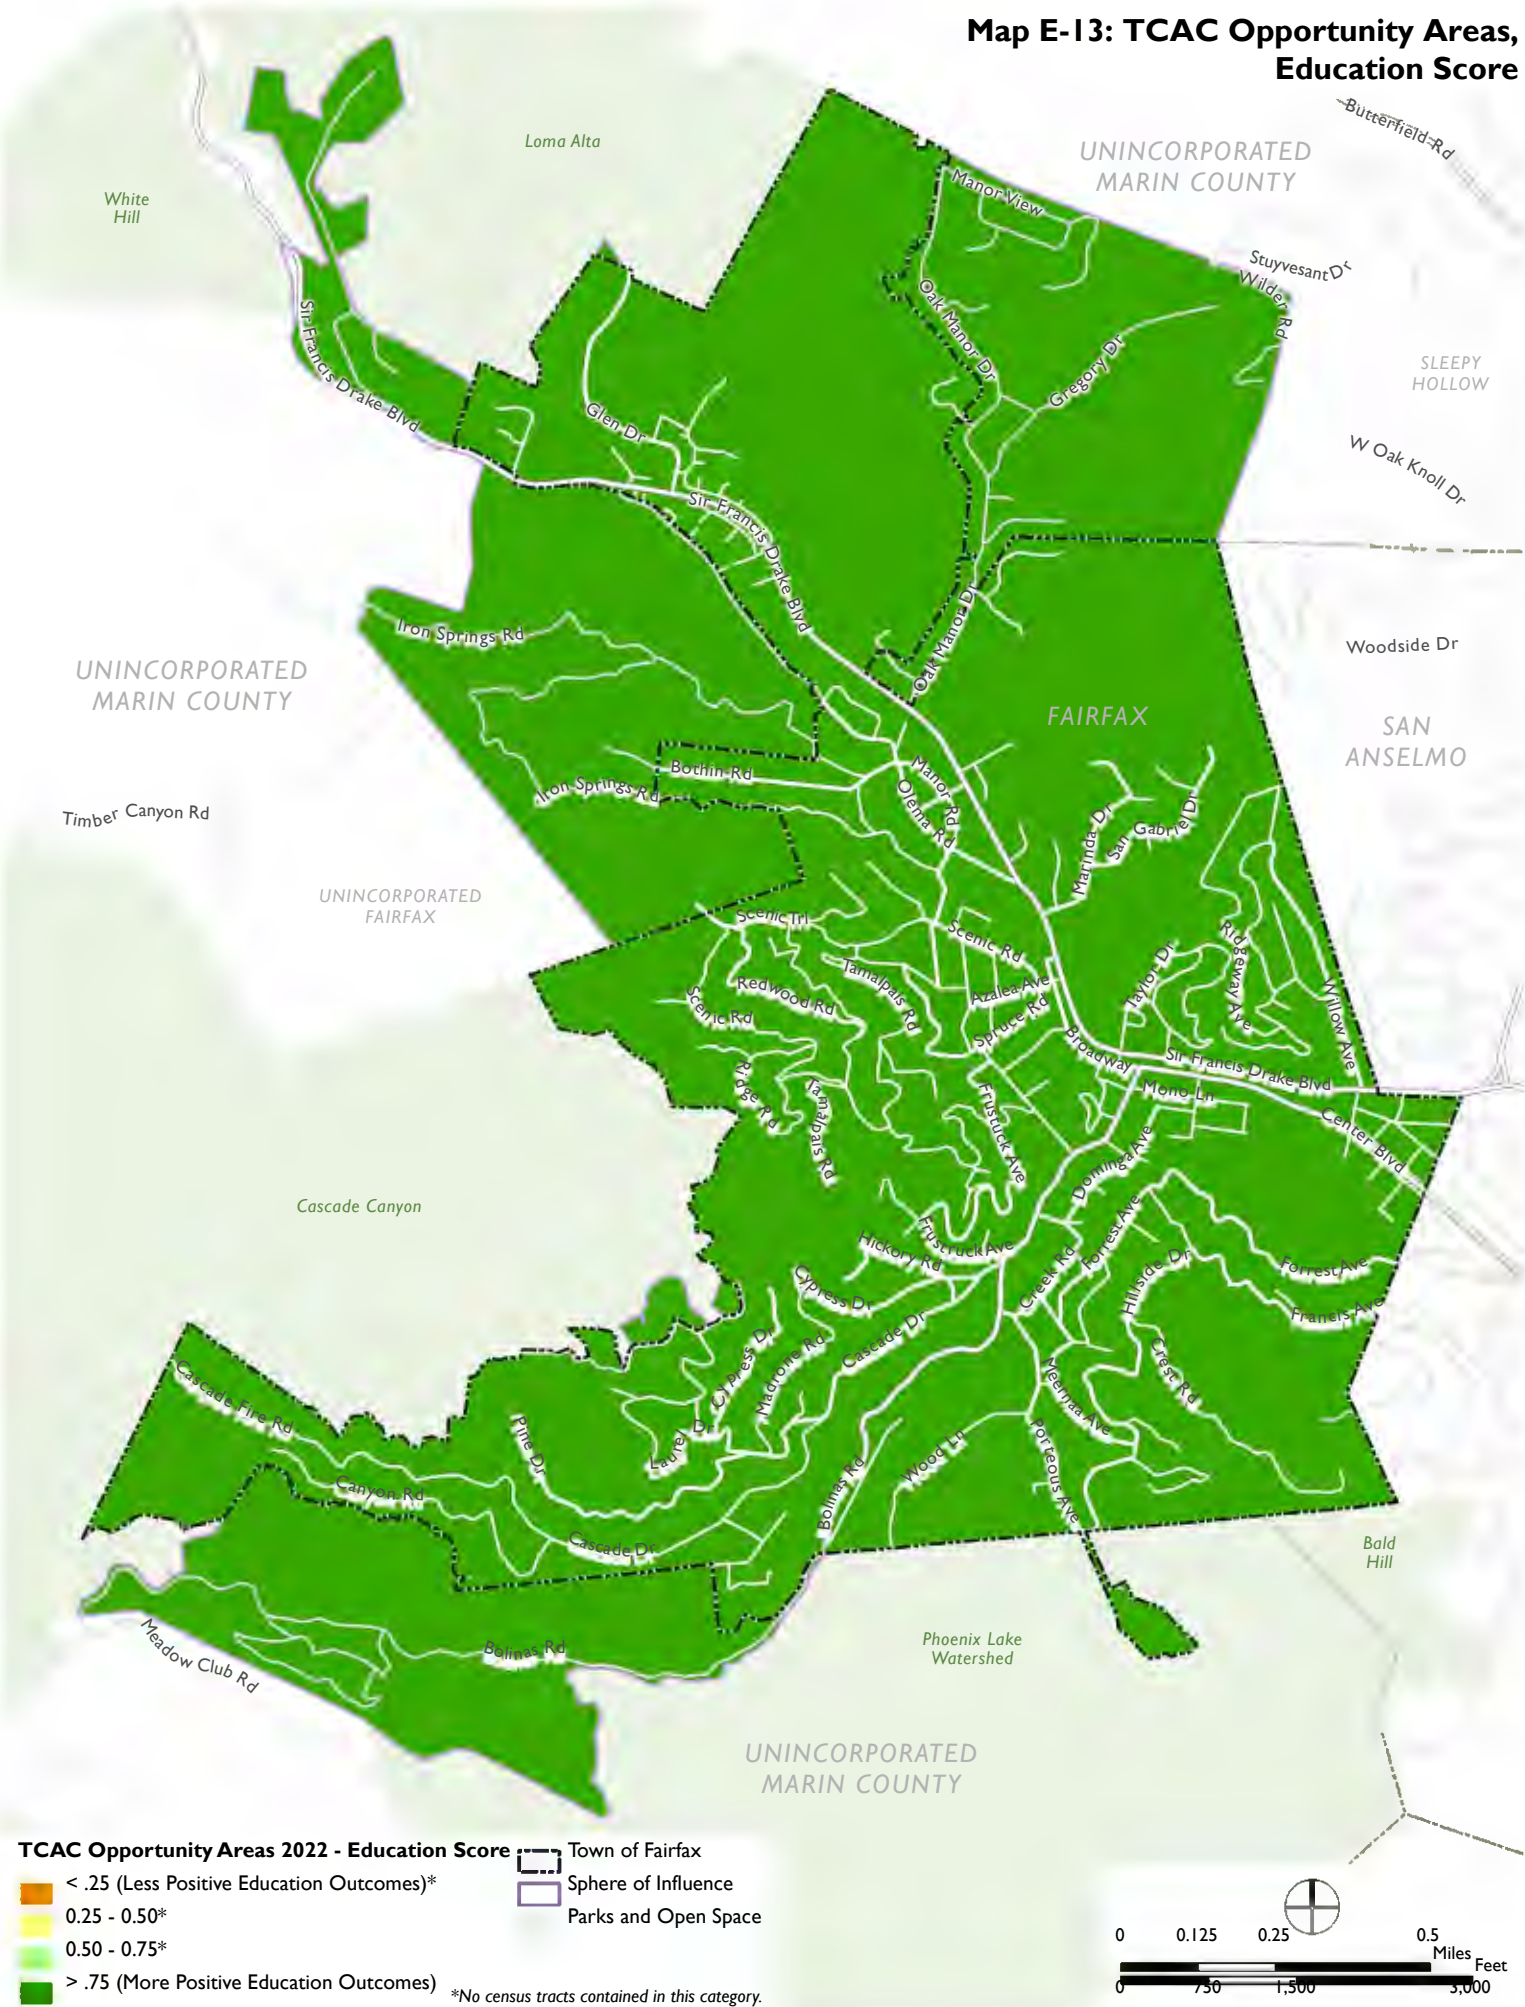 Map E-13: TCAC Opportunity Areas,
Education Score
Butterfield Rd
Loma Alta
UNINCORPORATED
MARIN COUNTY
White
Hill
Manor View
Stuyvesant Dr
Wilder Rd
Sir Francis Drake Blvd
Oak Manor Dr
Gregory Dr
SLEEPY
HOLLOW
Glen Dr
W Oak Knoll Dr
Sir Francis Drake Blvd
Iron Springs Rd
Oak Manor Dr
Woodside Dr
UNINCORPORATED
MARIN COUNTY
FAIRFAX
SAN
ANSELMO
Bothin Rd
Iron Springs Rd
Manor Rd
Olema Rd
Timber Canyon Rd
Marinda Dr
San Gabriel Dr
UNINCORPORATED
FAIRFAX
Scenic Trl
Scenic Rd
Tamalpais Rd
Redwood Rd
Scenic Rd
Azalea Ave
Spruce Rd
Taylor Dr
Ridgeway Ave
Willow Ave
Broadway
Sir Francis Drake Blvd
Ridge Rd
Tamalpais Rd
Frustuck Ave
Mono Ln
Center Blvd
Dominga Ave
Cascade Canyon
Frustruck Ave
Hickory Rd
Creek Rd
Forrest Ave
Hillside Dr
Forrest Ave
Francis Ave
Cypress Dr
Cascade Dr
Cypress Dr
Madrone Rd
Crest Rd
Meernaa Ave
Cascade Fire Rd
Pine Dr
Laurel Dr
Porteous Ave
Wood Ln
Canyon Rd
Bolinas Rd
Cascade Dr
Bald
Hill
Meadow Club Rd
Bolinas Rd
Phoenix Lake
Watershed
UNINCORPORATED
MARIN COUNTY
TCAC Opportunity Areas 2022 - Education Score
< .25 (Less Positive Education Outcomes)*
0.25 - 0.50*
0.50 - 0.75*
> .75 (More Positive Education Outcomes)
Town of Fairfax
Sphere of Influence
Parks and Open Space
*No census tracts contained in this category.
0 0.125 0.25 0.5
Miles
Feet
0 750 1,500 3,000